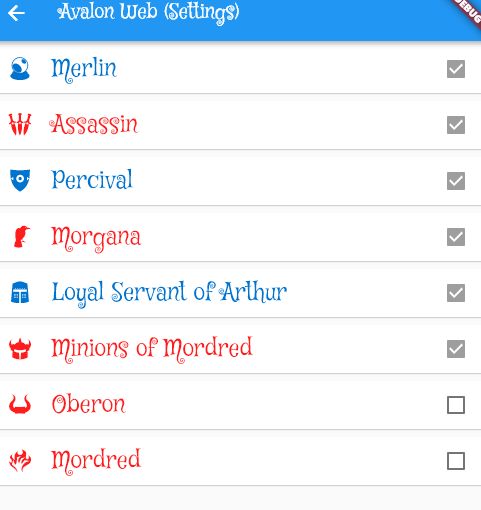 Avalon Web (Settings)
DEBUG
Merlin
Assassin
Percival
Morgana
Loyal Servant of Arthur
Minions of Mordred
Oberon
Mordred